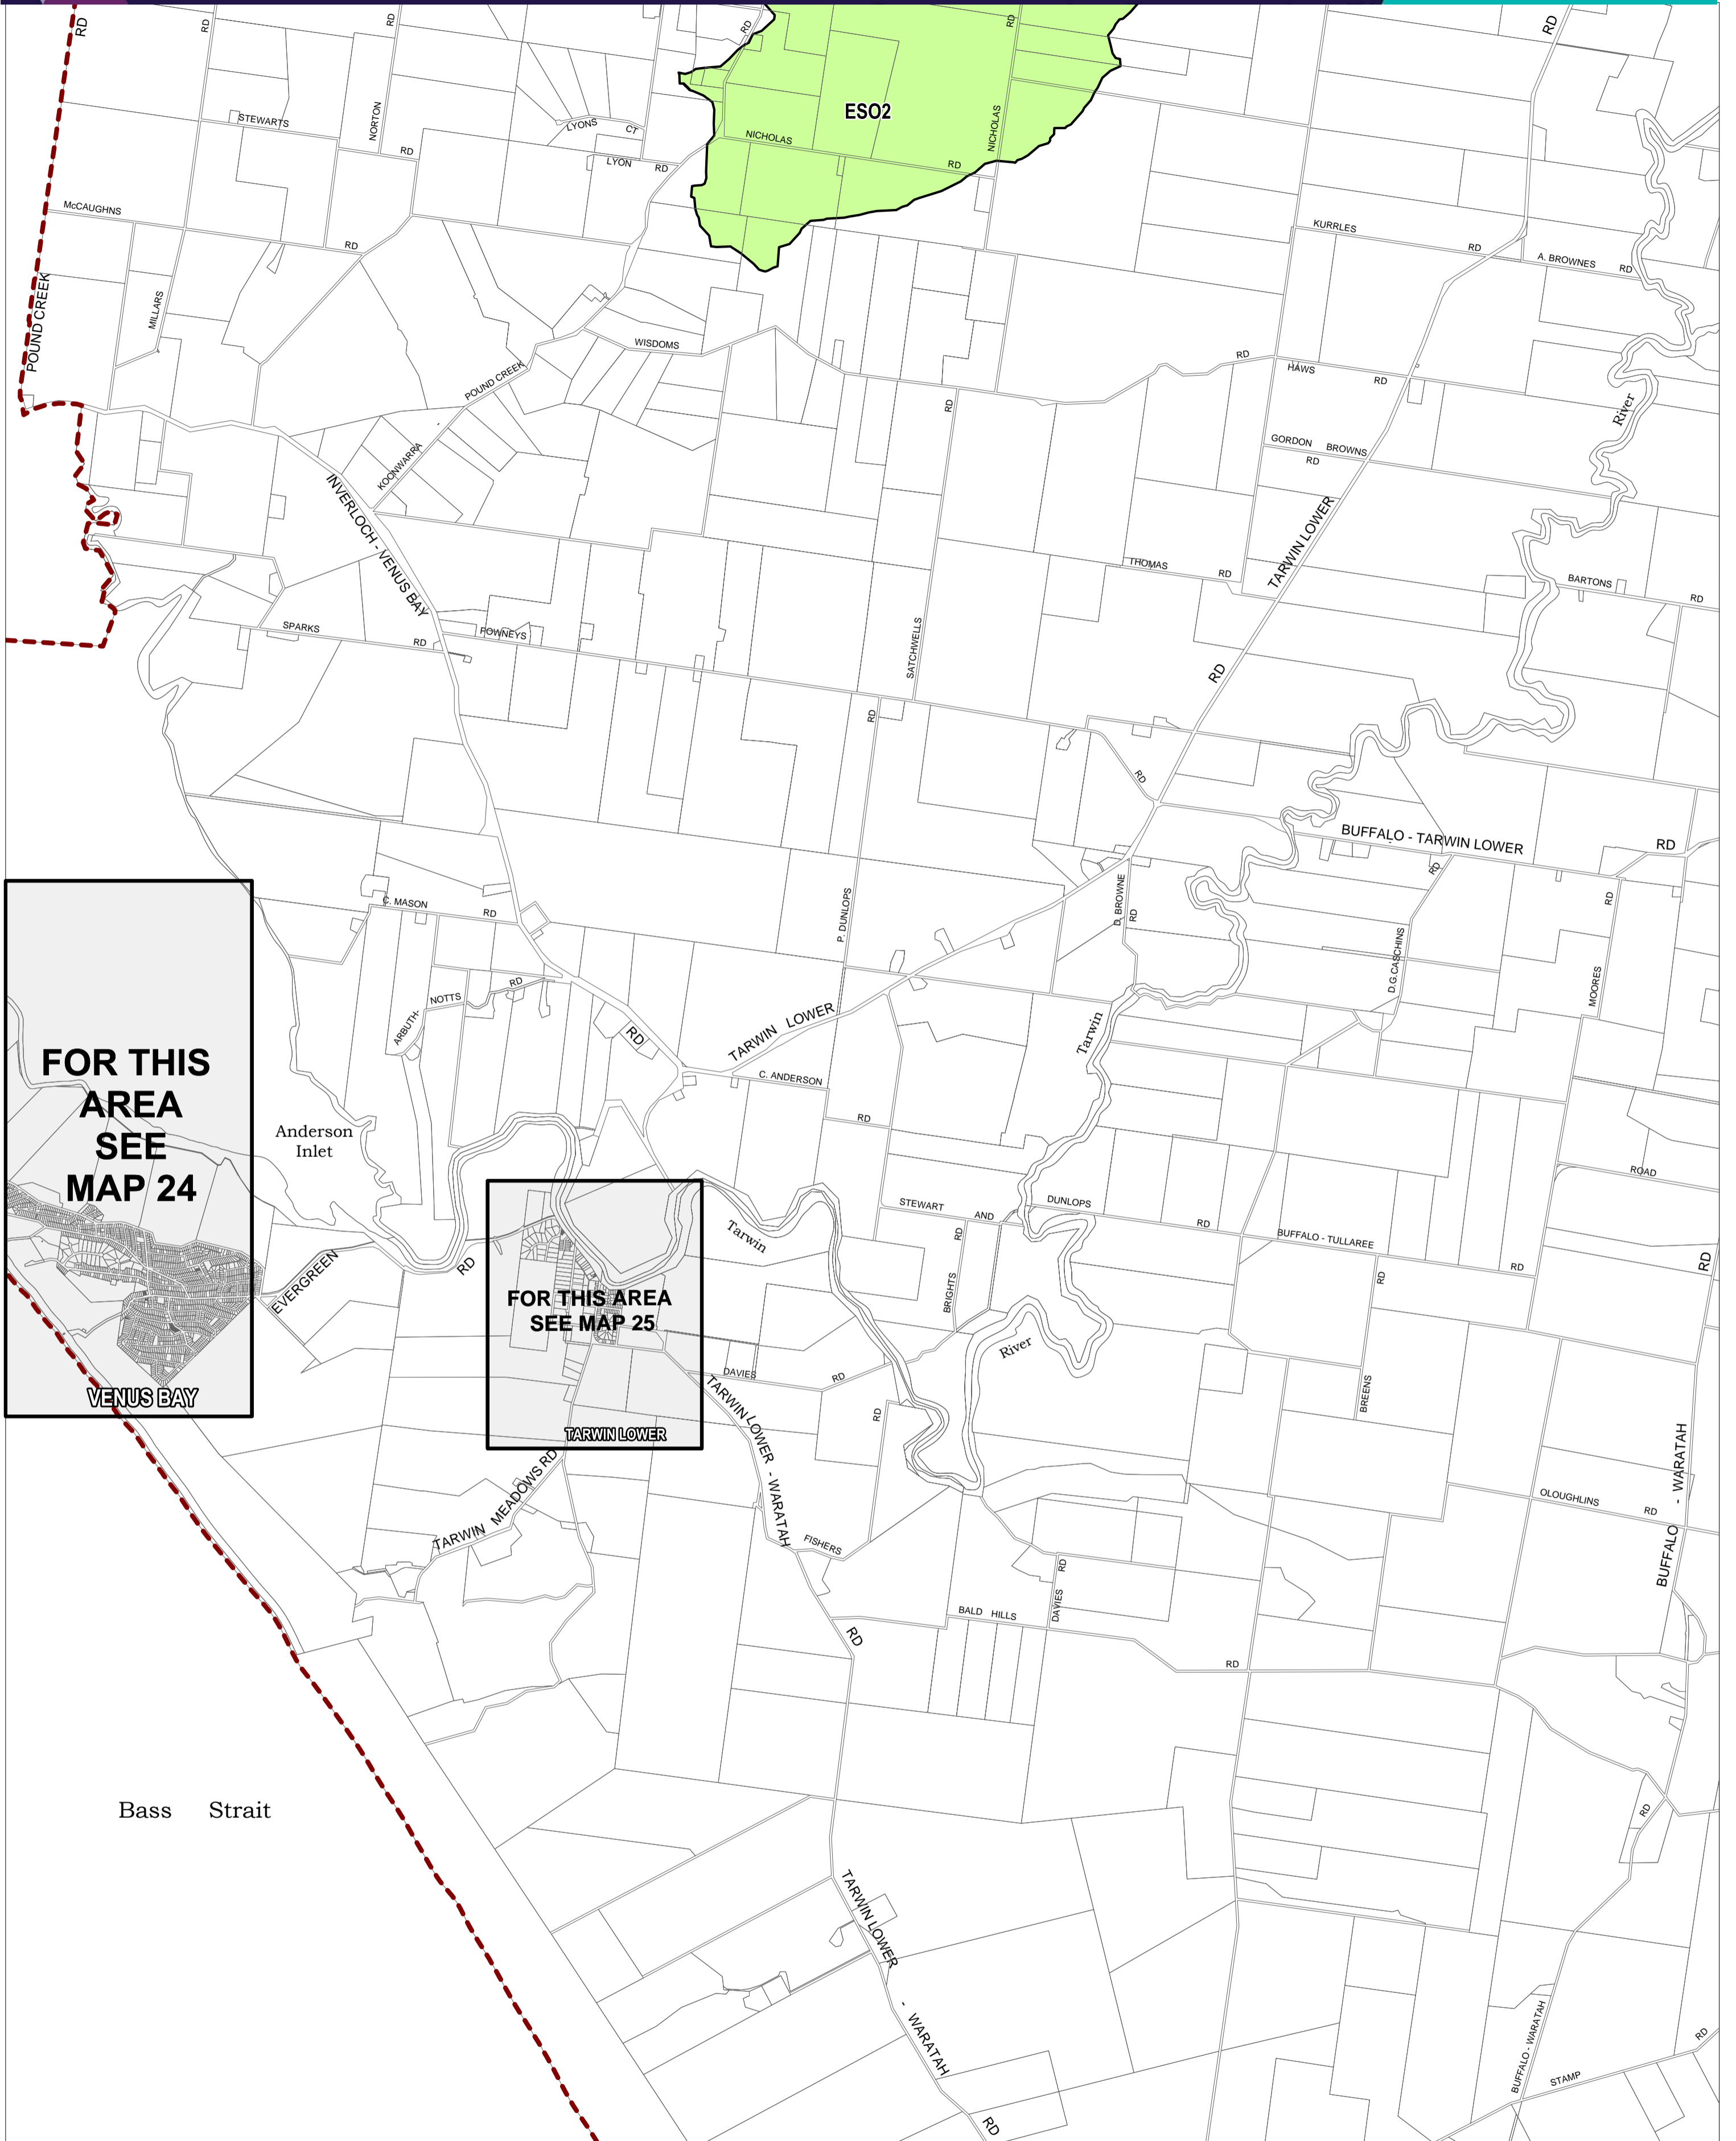 RD
RD
RD
RD
RD
RD
ESO2
STEWARTS
NORTON
LYONS
CT
NICHOLAS
NICHOLAS
RD
LYON
RD
RD
McCAUGHNS
RD
KURRLES
RD
A. BROWNES
RD
POUND CREEK
MILLARS
WISDOMS
POUND CREEK
-
KOONWARRA
RD
HAWS
RD
RD
River
GORDON BROWNS
RD
INVERLOCH - VENUS BAY
TARWIN LOWER
THOMAS
RD
BARTONS
RD
SPARKS
RD
FOWNEYS
SATCHWELLS
RD
RD
RD
BUFFALO - TARWIN LOWER
RD
RD
C. MASON
RD
P. DUNLOPS
D. BROWNE
RD
D.G.CASCHINS
RD
MOORES
NOTTS
RD
ARBUTH-
RD
TARWIN LOWER
Tarwin
C. ANDERSON
RD
FOR THIS
AREA
SEE
MAP 24
Anderson
Inlet
ROAD
STEWART
AND
DUNLOPS
RD
BUFFALO - TULLAREE
RD
Tarwin
RD
BRIGHTS
RD
RD
EVERGREEN
RD
FOR THIS AREA
SEE MAP 25
River
DAVIES
RD
BREENS
VENUS BAY
TARWIN LOWER
TARWIN LOWER - WARATAH
RD
BUFFALO - WARATAH
TARWIN MEADOWS RD
OLOUGHLINS
RD
FISHERS
RD
DAVIES
BALD HILLS
RD
RD
Bass Strait
RD
TARWIN LOWER
- WARATAH
RD
BUFFALO - WARATAH
STAMP
RD